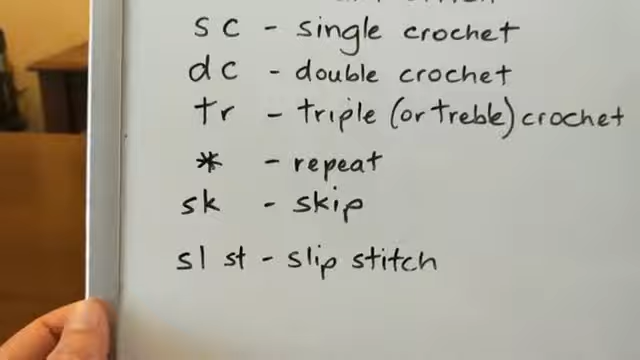 sc - single crochet
dc - double crochet
tr - triple (or treble) crochet
* - repeat
sk - skip
sl st - slip stitch